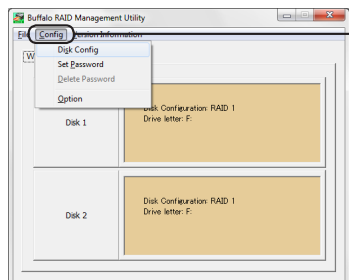 Buffalo RAID Management Utility
File Config Version Information
Disk Config
Set Password
Delete Password
Option
Disk 1
Disk Configuration: RAID 1
Drive letter: F:
Disk 2
Disk Configuration: RAID 1
Drive letter: F: